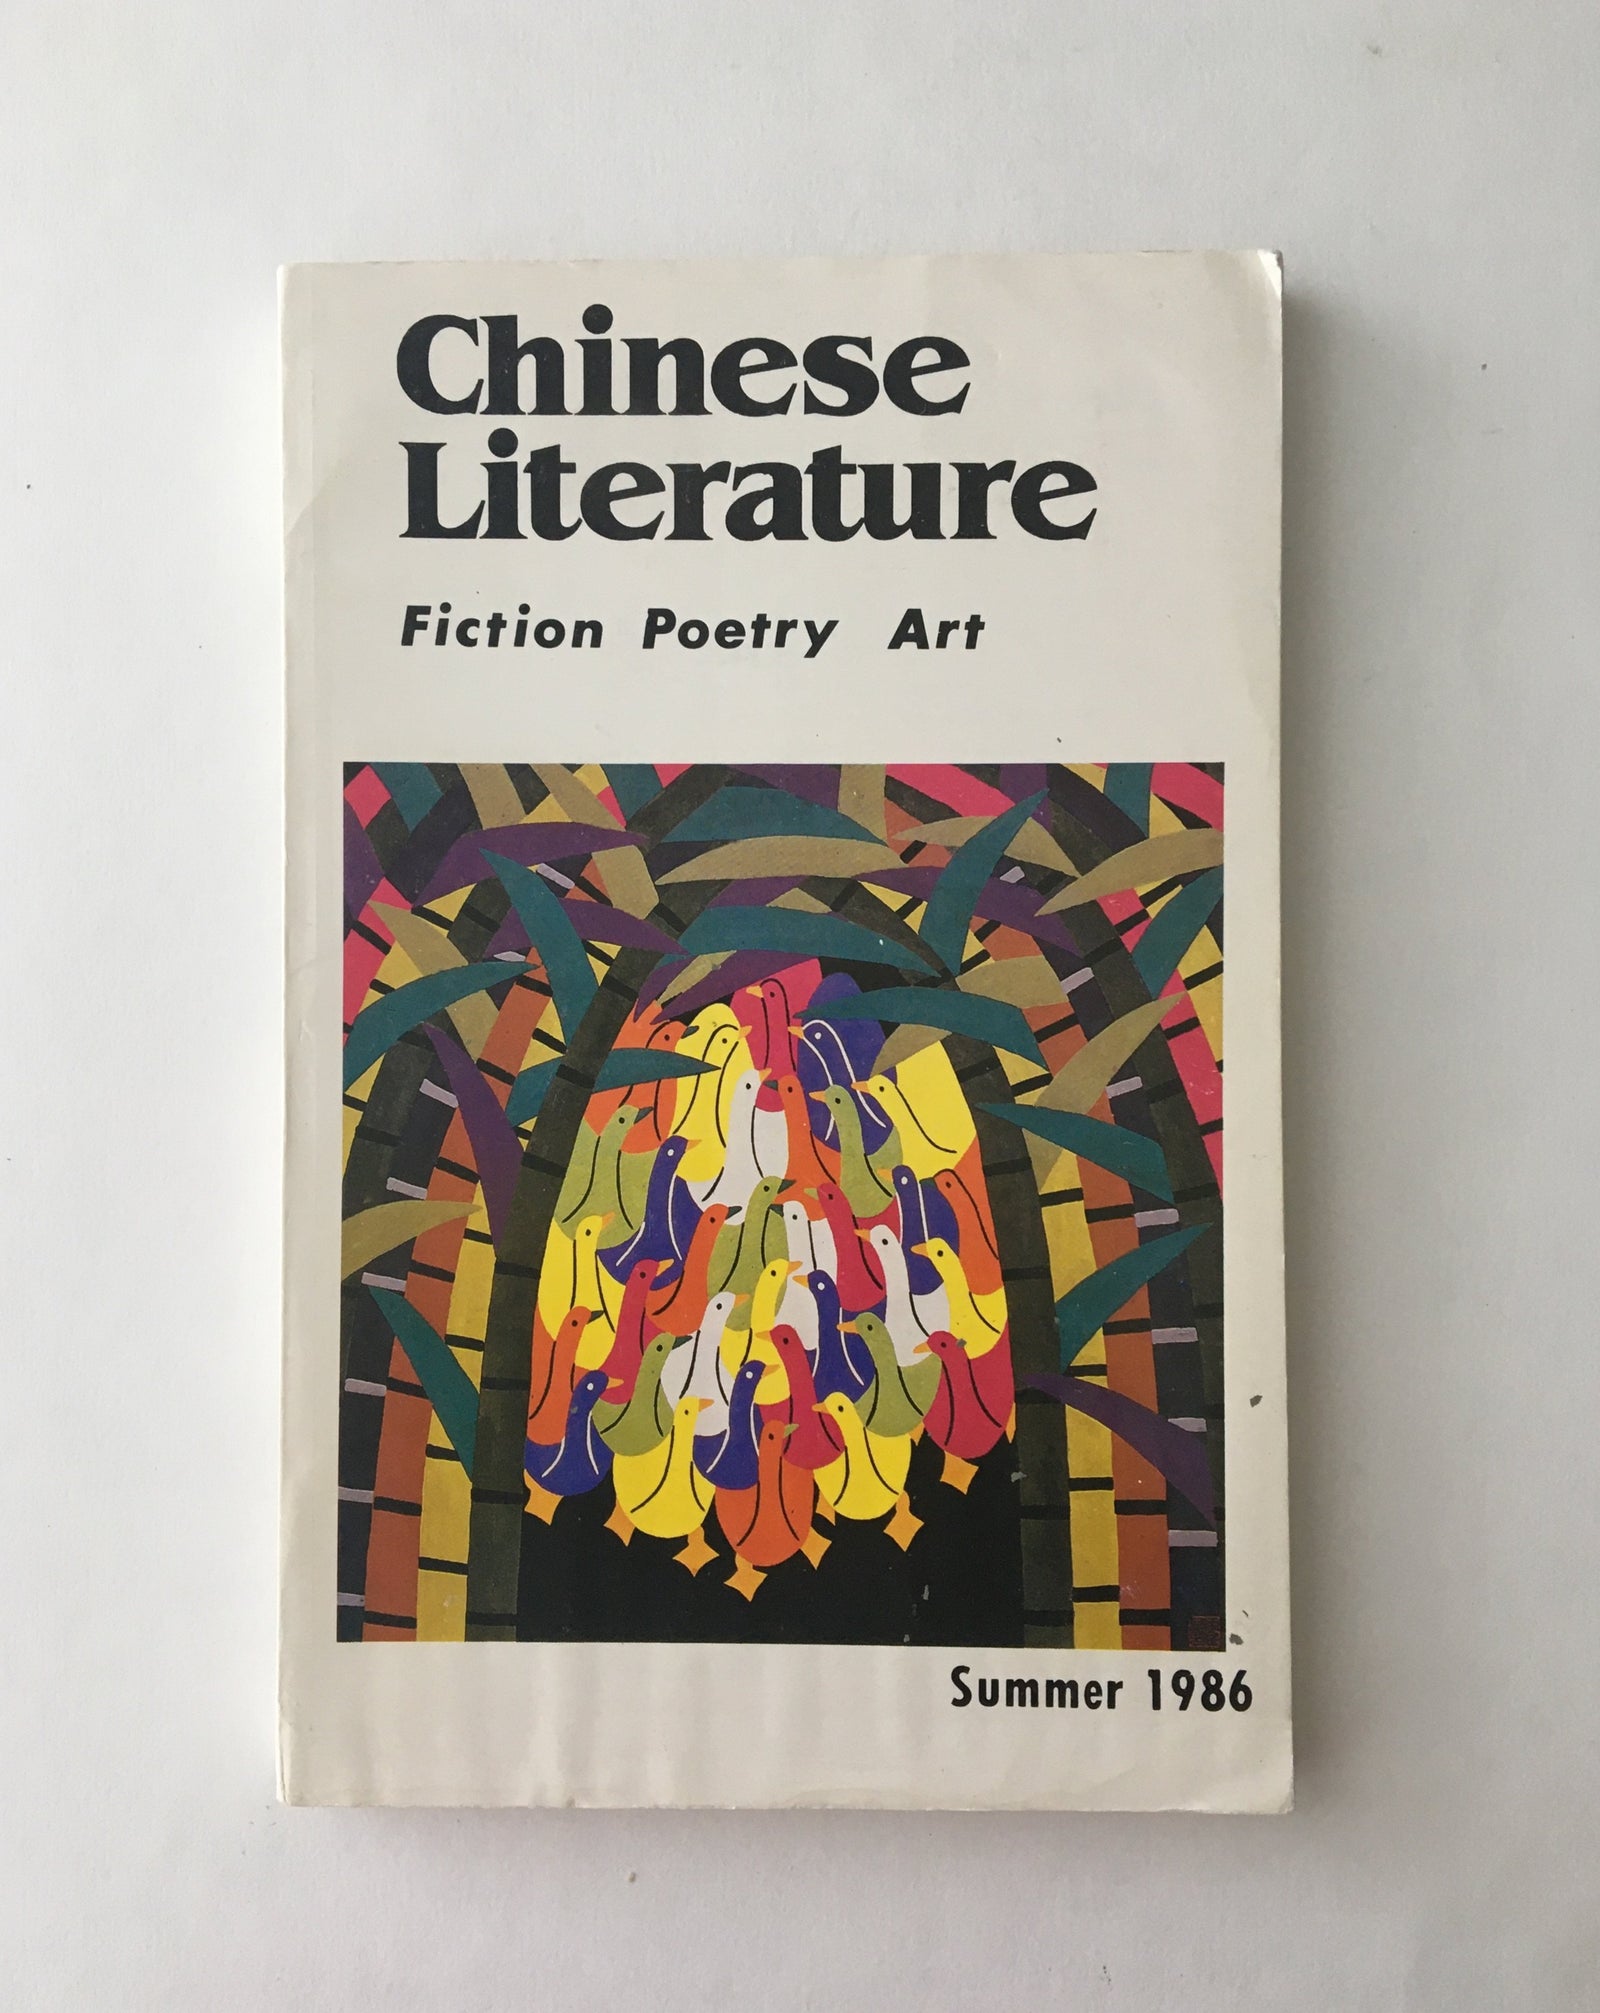 Chinese
Literature
Fiction Poetry Art
Summer 1986